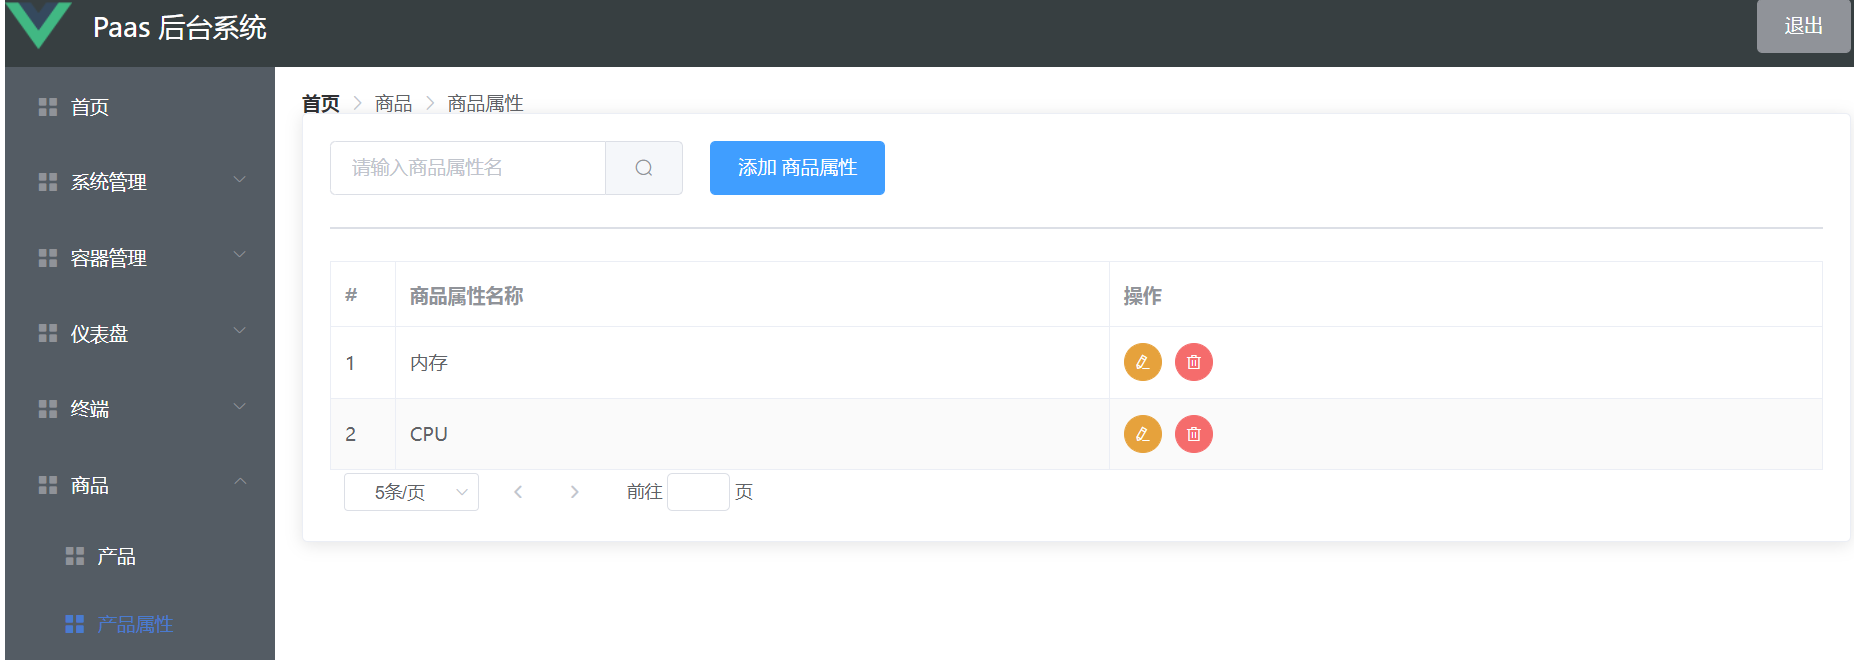 Paas 后台系统
退出
首页
系统管理
容器管理
仪表盘
终端
商品
产品
产品属性
首页 > 商品 > 商品属性
请输入商品属性名
添加 商品属性
# 商品属性名称 操作
1 内存
2 CPU
5条/页 前往 页